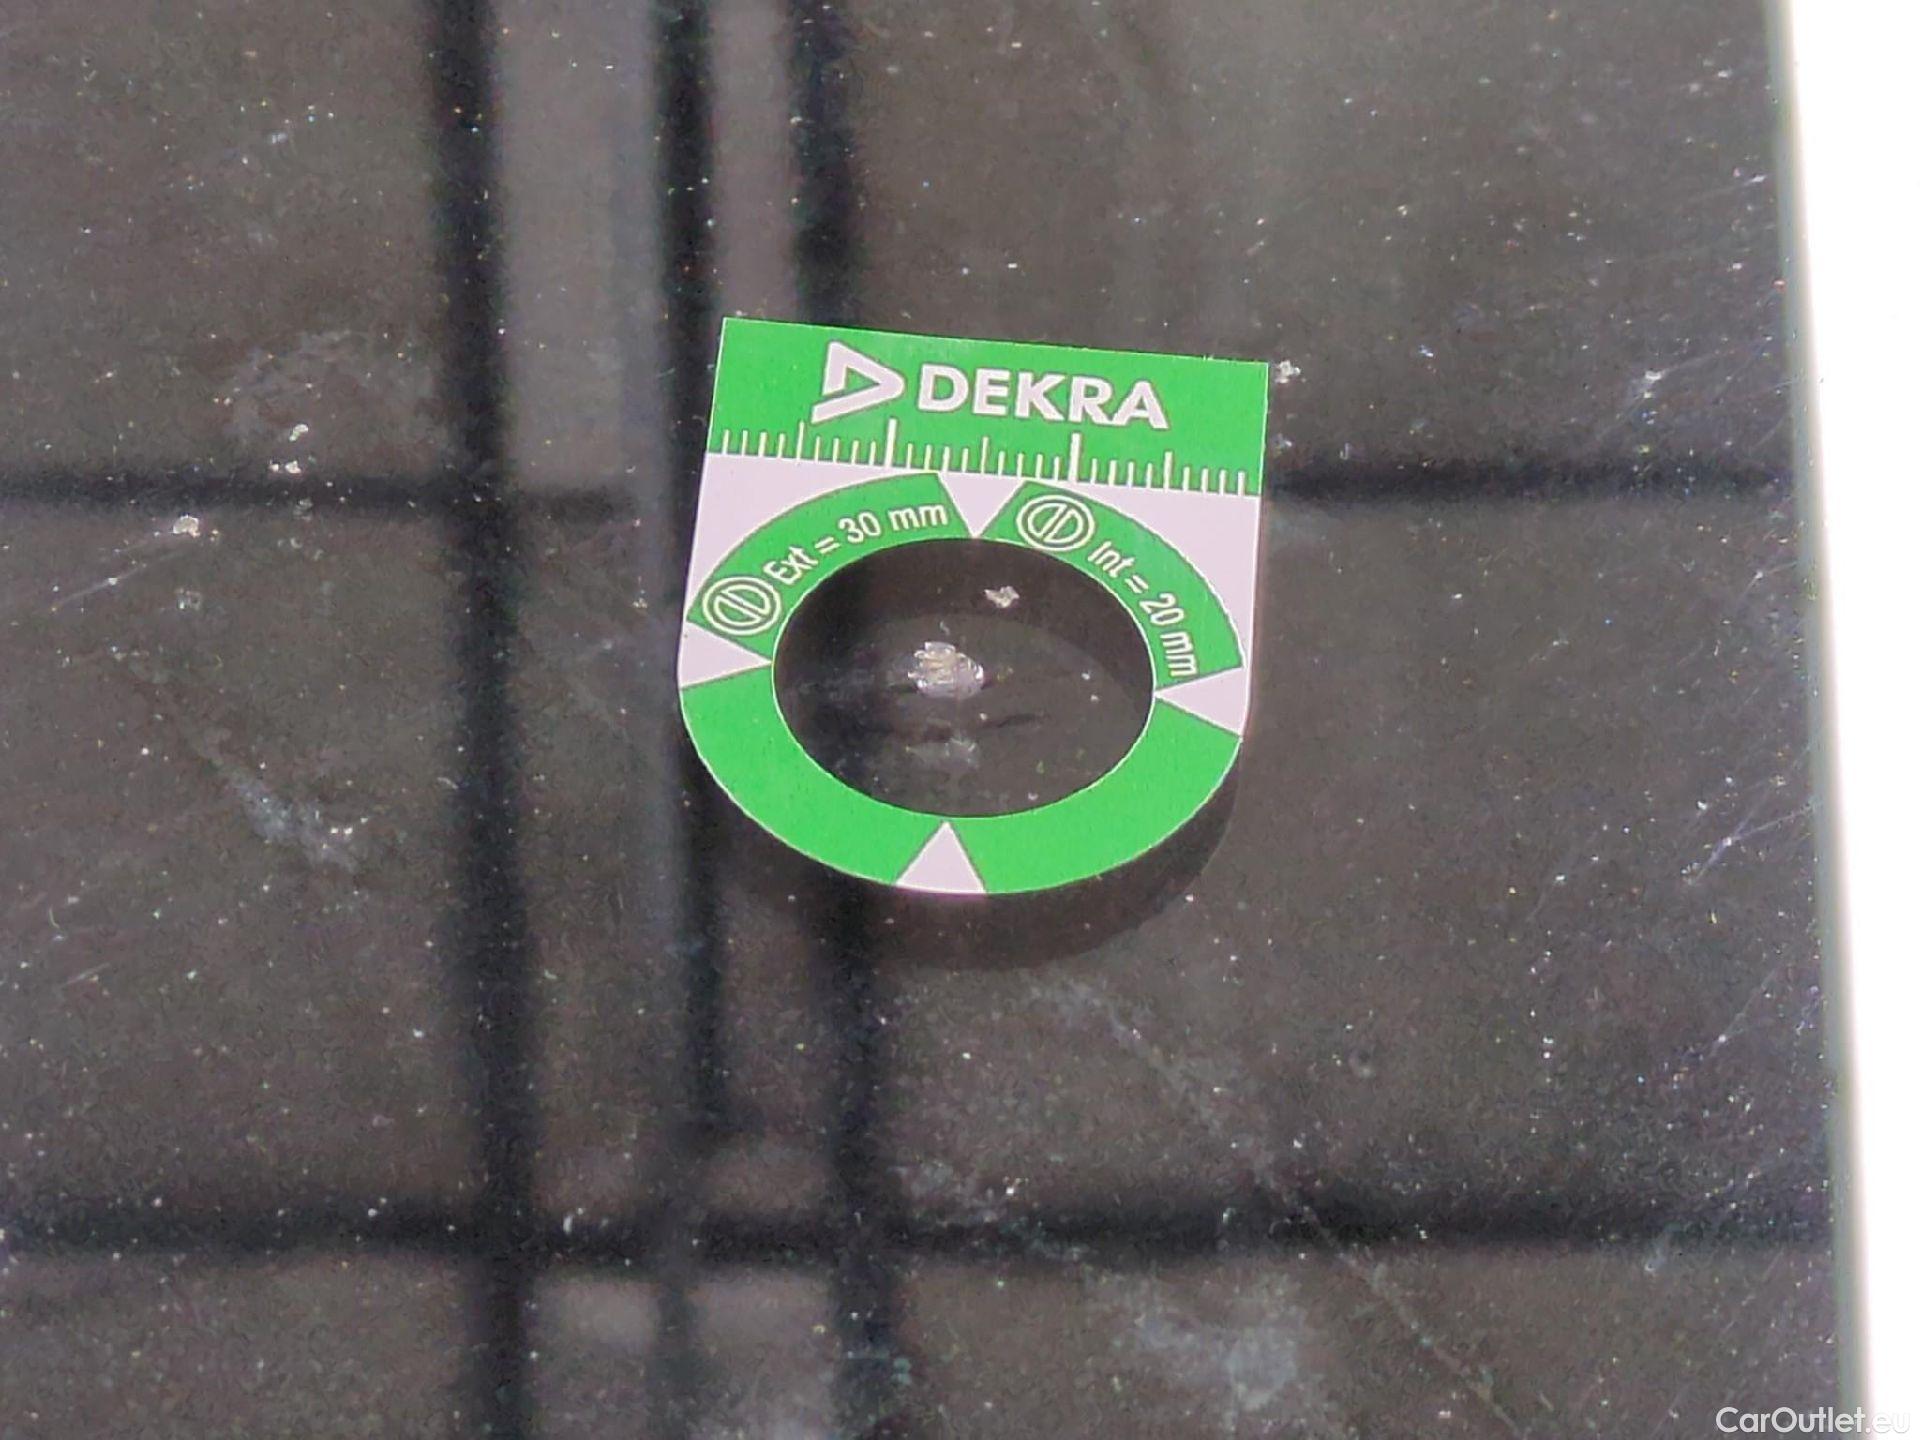 DEKRA
Ext = 30 mm
Int = 20 mm
CarOutlet.eu